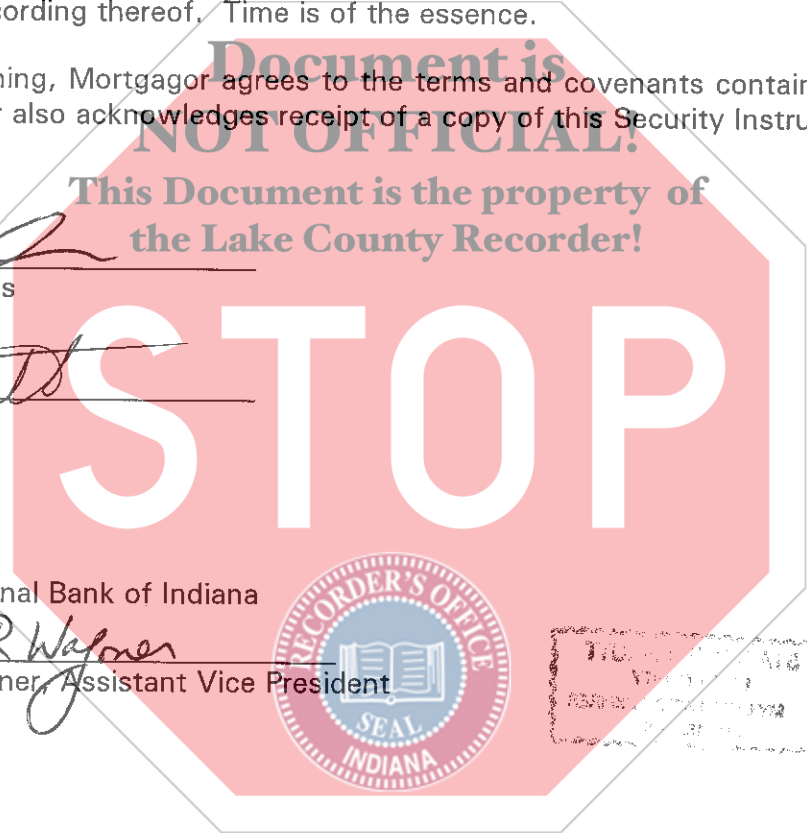 cording thereof. Time is of the essence.
Document is
ning, Mortgagor agrees to the terms and covenants contain
r also acknowledges receipt of a copy of this Security Instru
NOT OFFICIAL!
This Document is the property of
the Lake County Recorder!
s
STOP
nal Bank of Indiana
R Wagner
ner, Assistant Vice President
RECORDER'S OFFICE
SEAL
INDIANA